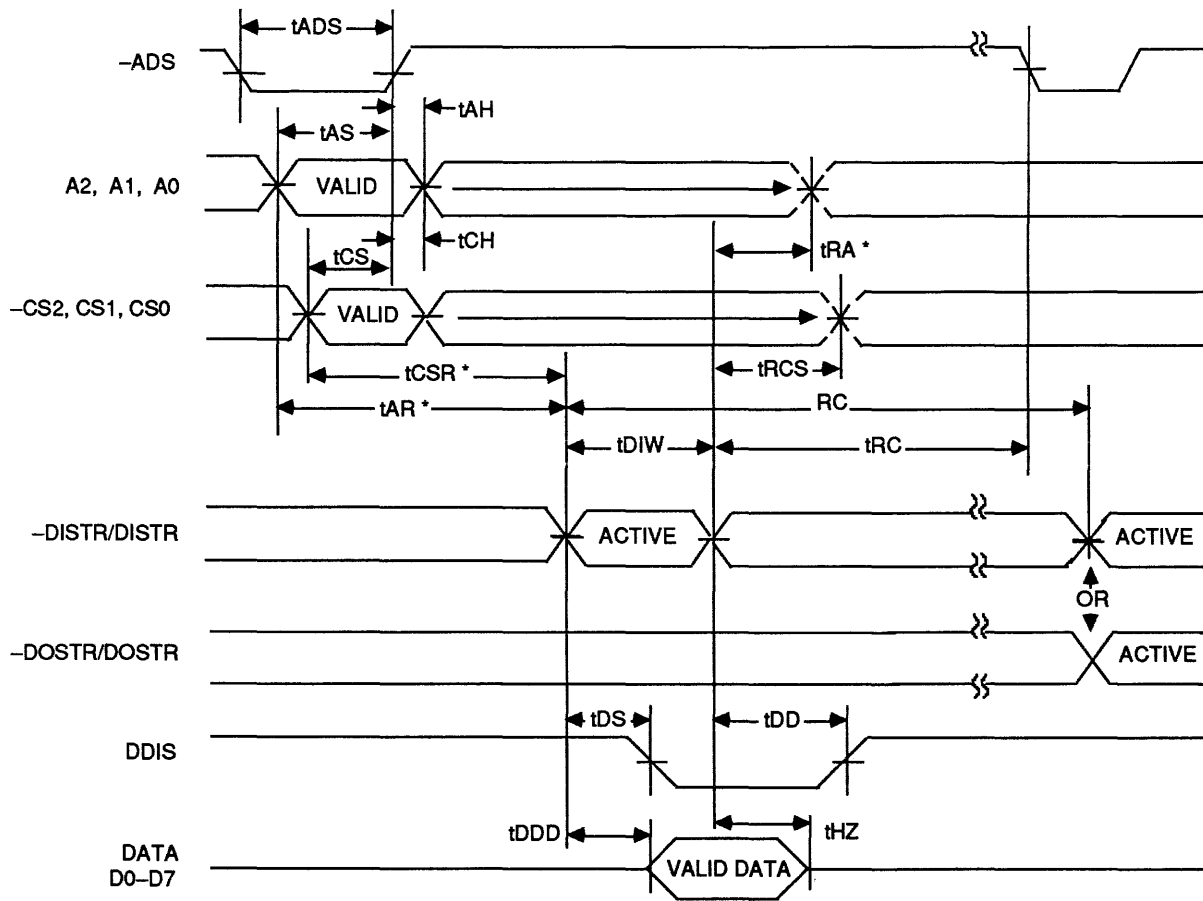 tADS
–ADS
tAH
tAS
A2, A1, A0
VALID
tCH
tCS
tRA *
–CS2, CS1, CS0
VALID
tCSR *
tRCS
tAR *
RC
tDIW
tRC
–DISTR/DISTR
ACTIVE
ACTIVE
OR
–DOSTR/DOSTR
ACTIVE
tDS
tDD
DDIS
tDDD
tHZ
DATA
D0–D7
VALID DATA